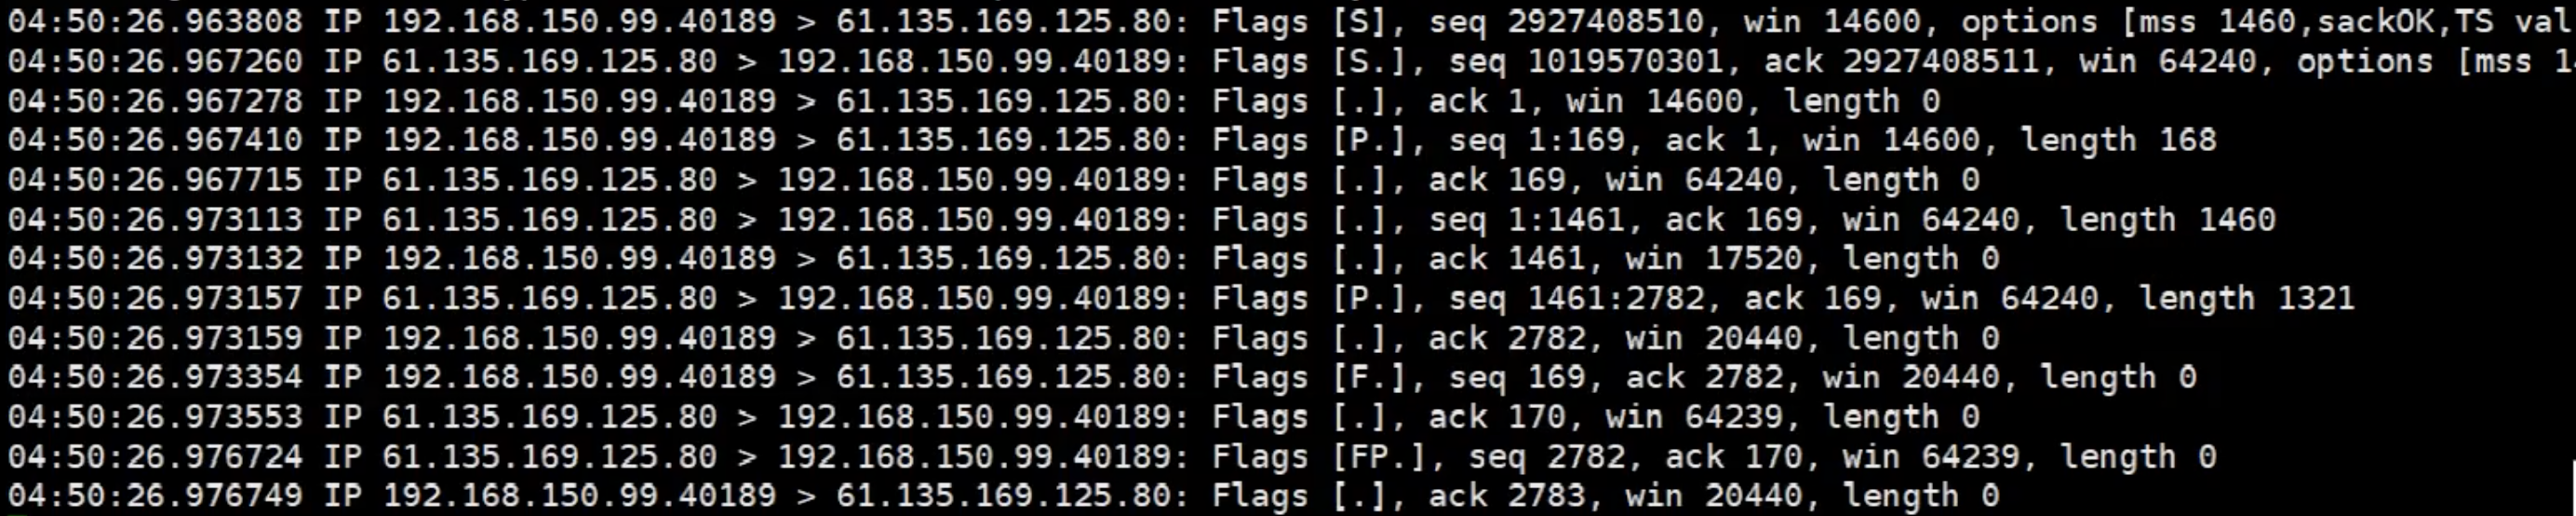 04:50:26.963808 IP 192.168.150.99.40189 > 61.135.169.125.80: Flags [S], seq 2927408510, win 14600, options [mss 1460,sackOK,TS val
04:50:26.967260 IP 61.135.169.125.80 > 192.168.150.99.40189: Flags [S.], seq 1019570301, ack 2927408511, win 64240, options [mss 14
04:50:26.967278 IP 192.168.150.99.40189 > 61.135.169.125.80: Flags [.], ack 1, win 14600, length 0
04:50:26.967410 IP 192.168.150.99.40189 > 61.135.169.125.80: Flags [P.], seq 1:169, ack 1, win 14600, length 168
04:50:26.967715 IP 61.135.169.125.80 > 192.168.150.99.40189: Flags [.], ack 169, win 64240, length 0
04:50:26.973113 IP 61.135.169.125.80 > 192.168.150.99.40189: Flags [.], seq 1:1461, ack 169, win 64240, length 1460
04:50:26.973132 IP 192.168.150.99.40189 > 61.135.169.125.80: Flags [.], ack 1461, win 17520, length 0
04:50:26.973157 IP 61.135.169.125.80 > 192.168.150.99.40189: Flags [P.], seq 1461:2782, ack 169, win 64240, length 1321
04:50:26.973159 IP 192.168.150.99.40189 > 61.135.169.125.80: Flags [.], ack 2782, win 20440, length 0
04:50:26.973354 IP 192.168.150.99.40189 > 61.135.169.125.80: Flags [F.], seq 169, ack 2782, win 20440, length 0
04:50:26.973553 IP 61.135.169.125.80 > 192.168.150.99.40189: Flags [.], ack 170, win 64239, length 0
04:50:26.976724 IP 61.135.169.125.80 > 192.168.150.99.40189: Flags [FP.], seq 2782, ack 170, win 64239, length 0
04:50:26.976749 IP 192.168.150.99.40189 > 61.135.169.125.80: Flags [.], ack 2783, win 20440, length 0